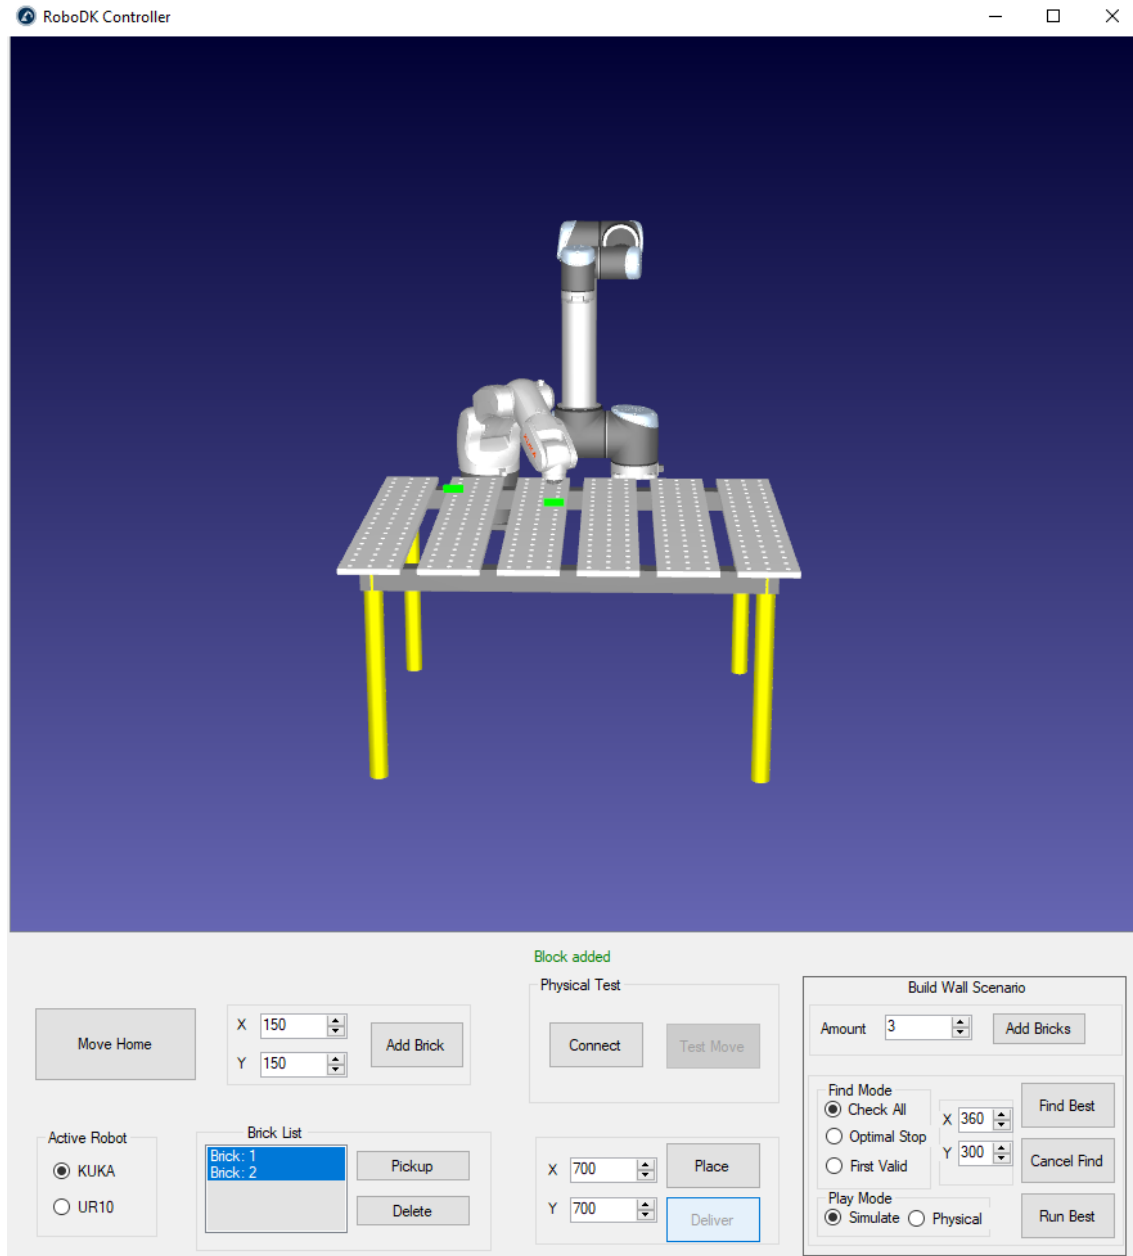 RoboDK Controller
KUKA
Block added
Move Home
X 150
Y 150
Add Brick
Physical Test
Connect
Test Move
Build Wall Scenario
Amount 3
Add Bricks
Active Robot
KUKA
UR10
Brick List
Brick: 1
Brick: 2
Pickup
Delete
X 700
Y 700
Place
Deliver
Find Mode
Check All
Optimal Stop
First Valid
X 360
Y 300
Find Best
Cancel Find
Play Mode
Simulate
Physical
Run Best